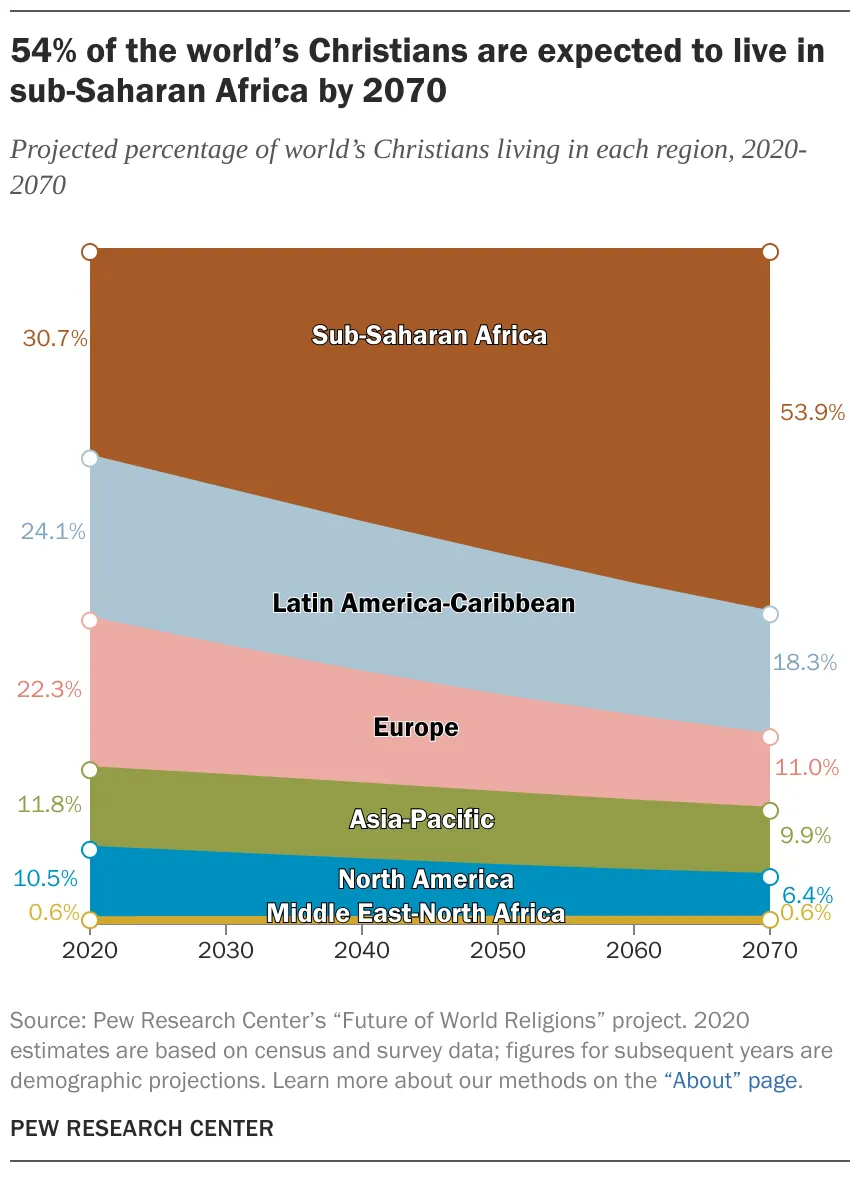 54% of the world’s Christians are expected to live in
sub-Saharan Africa by 2070
Projected percentage of world’s Christians living in each region, 2020-
2070
Sub-Saharan Africa
30.7%
53.9%
24.1%
Latin America-Caribbean
18.3%
22.3%
Europe
11.0%
11.8%
Asia-Pacific
9.9%
10.5%
North America
6.4%
0.6%
Middle East-North Africa
0.6%
2020 2030 2040 2050 2060 2070
Source: Pew Research Center’s “Future of World Religions” project. 2020
estimates are based on census and survey data; figures for subsequent years are
demographic projections. Learn more about our methods on the “About” page.
PEW RESEARCH CENTER